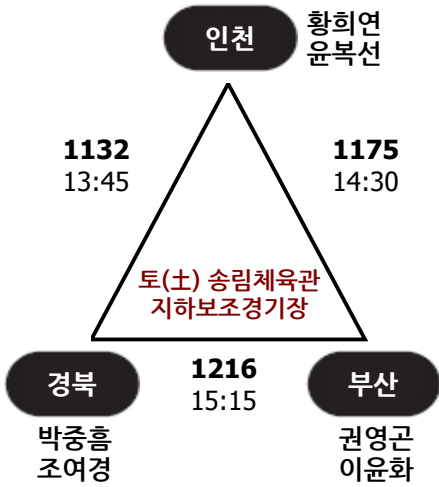 인천
황희연
윤복선
1132
13:45
1175
14:30
토(土) 송림체육관
지하보조경기장
경북
1216
15:15
부산
박중흠
조여경
권영곤
이윤화